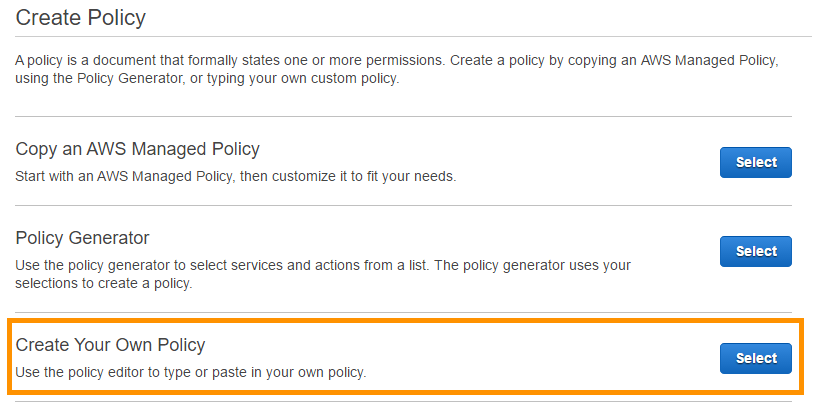 Create Policy
A policy is a document that formally states one or more permissions. Create a policy by copying an AWS Managed Policy,
using the Policy Generator, or typing your own custom policy.
Copy an AWS Managed Policy
Select
Start with an AWS Managed Policy, then customize it to fit your needs.
Policy Generator
Select
Use the policy generator to select services and actions from a list. The policy generator uses your
selections to create a policy.
Create Your Own Policy
Select
Use the policy editor to type or paste in your own policy.